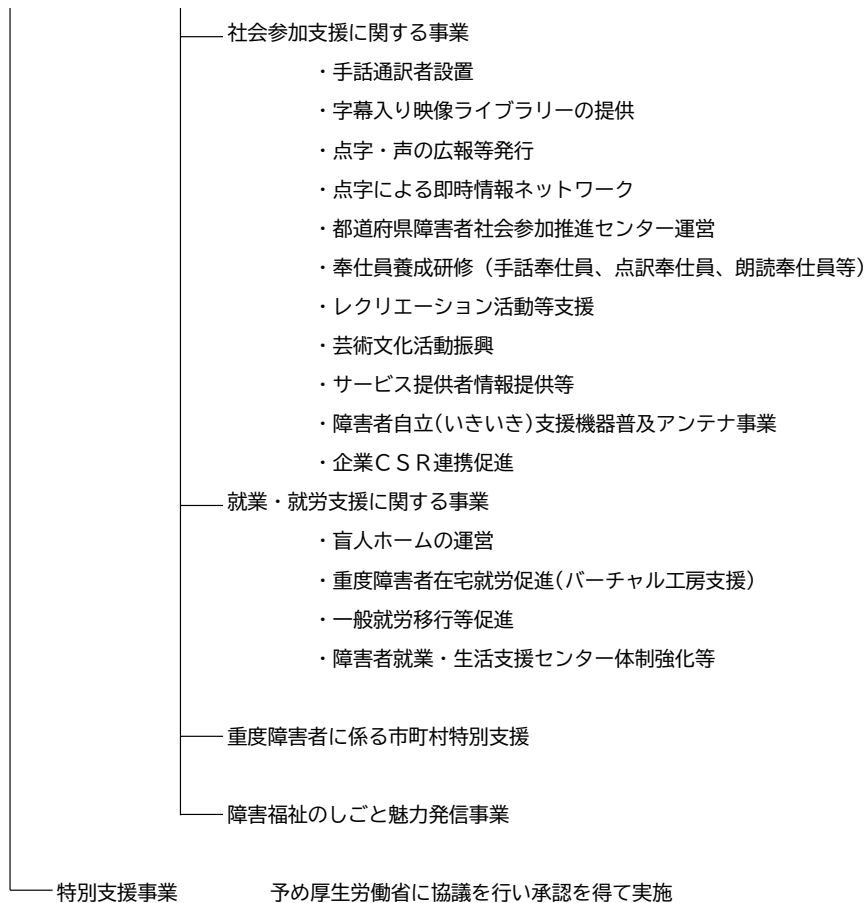 社会参加支援に関する事業
・手話通訳者設置
・字幕入り映像ライブラリーの提供
・点字・声の広報等発行
・点字による即時情報ネットワーク
・都道府県障害者社会参加推進センター運営
・奉仕員養成研修（手話奉仕員、点訳奉仕員、朗読奉仕員等）
・レクリエーション活動等支援
・芸術文化活動振興
・サービス提供者情報提供等
・障害者自立(いきいき)支援機器普及アンテナ事業
・企業ＣＳＲ連携促進
就業・就労支援に関する事業
・盲人ホームの運営
・重度障害者在宅就労促進(バーチャル工房支援)
・一般就労移行等促進
・障害者就業・生活支援センター体制強化等
重度障害者に係る市町村特別支援
障害福祉のしごと魅力発信事業
特別支援事業　予め厚生労働省に協議を行い承認を得て実施